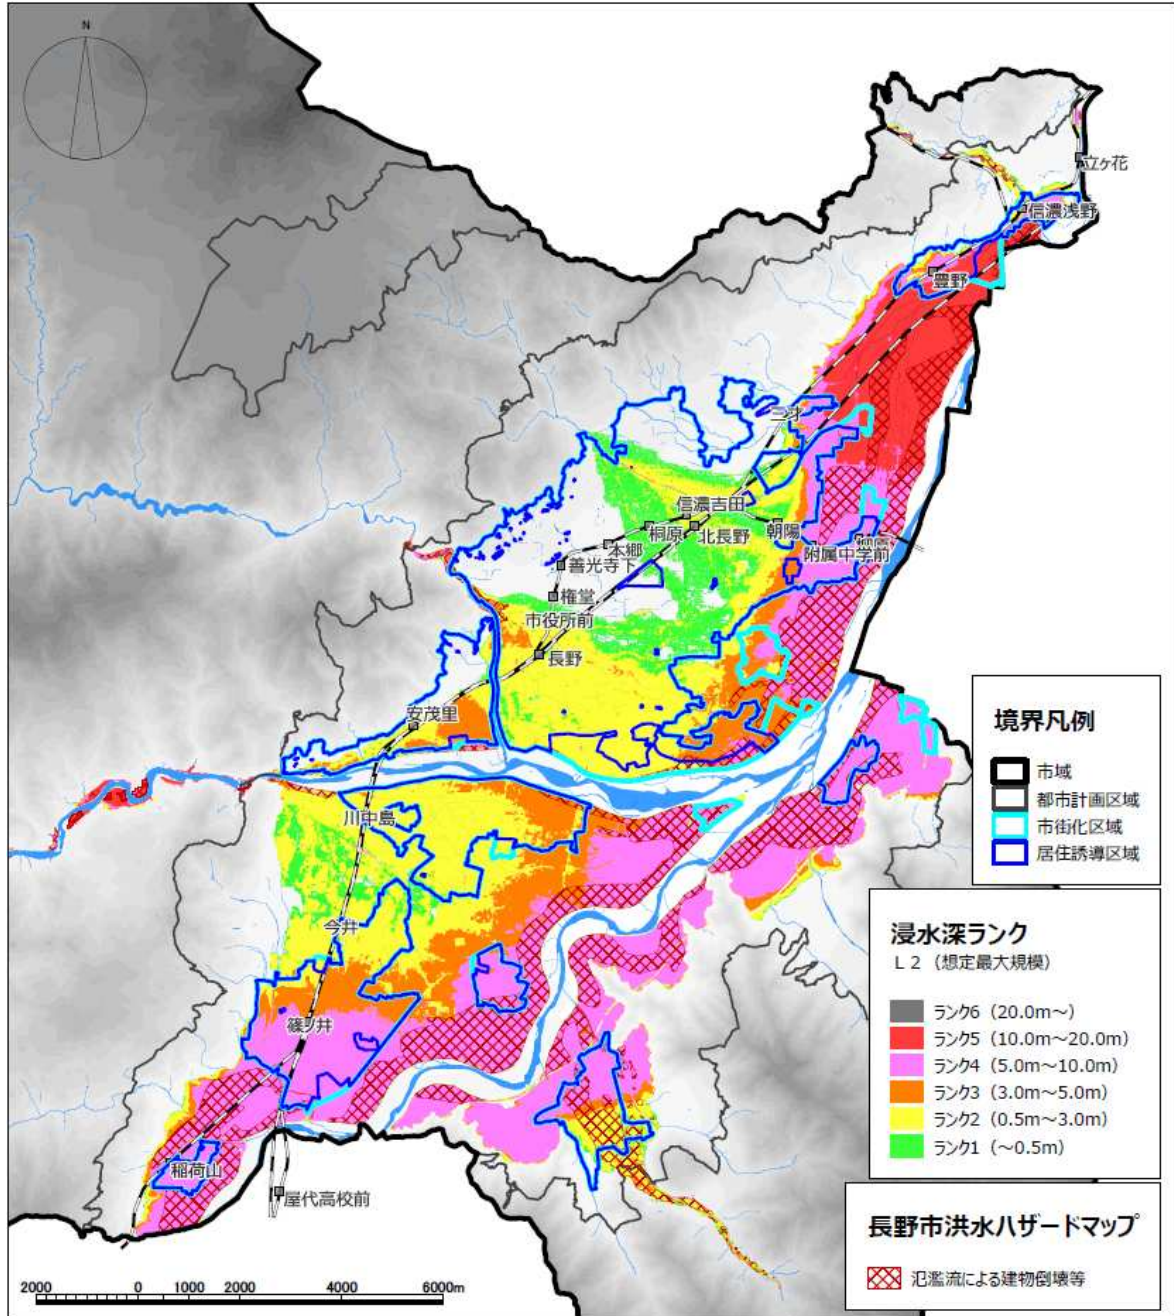 N
立ヶ花
信濃浅野
豊野
三才
信濃吉田
桐原
北長野
朝陽
附属中学前
本郷
善光寺下
権堂
市役所前
長野
安茂里
川中島
今井
篠ノ井
稲荷山
屋代高校前
境界凡例
市域
都市計画区域
市街化区域
居住誘導区域
浸水深ランク
L2（想定最大規模）
ランク6（20.0m～）
ランク5（10.0m～20.0m）
ランク4（5.0m～10.0m）
ランク3（3.0m～5.0m）
ランク2（0.5m～3.0m）
ランク1（～0.5m）
長野市洪水ハザードマップ
氾濫流による建物倒壊等
2000 0 1000 2000 4000 6000m